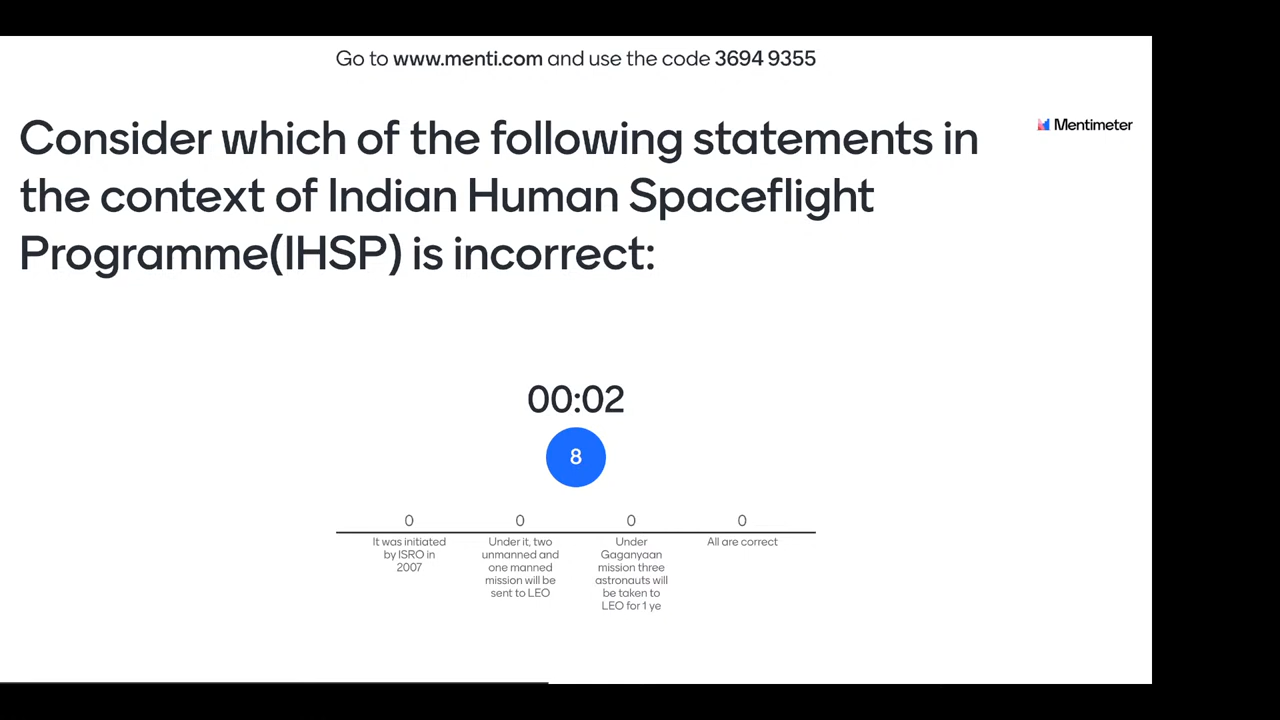 Go to www.menti.com and use the code 3694 9355
Consider which of the following statements in
the context of Indian Human Spaceflight
Programme(IHSP) is incorrect:
Mentimeter
00:02
8
0
0
0
0
It was initiated
by ISRO in
2007
Under it, two
unmanned and
one manned
mission will be
sent to LEO
Under
Gaganyaan
mission three
astronauts will
be taken to
LEO for 1 ye
All are correct